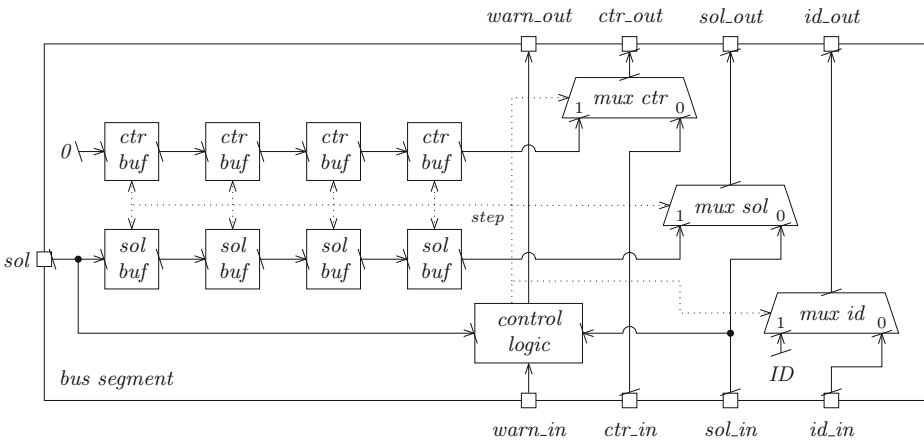 warn_out ctr_out sol_out id_out
mux ctr
1 0
0
ctr buf ctr buf ctr buf ctr buf
mux sol
1 0
step
sol
sol buf sol buf sol buf sol buf
mux id
1 0
control logic
ID
bus segment
warn_in ctr_in sol_in id_in